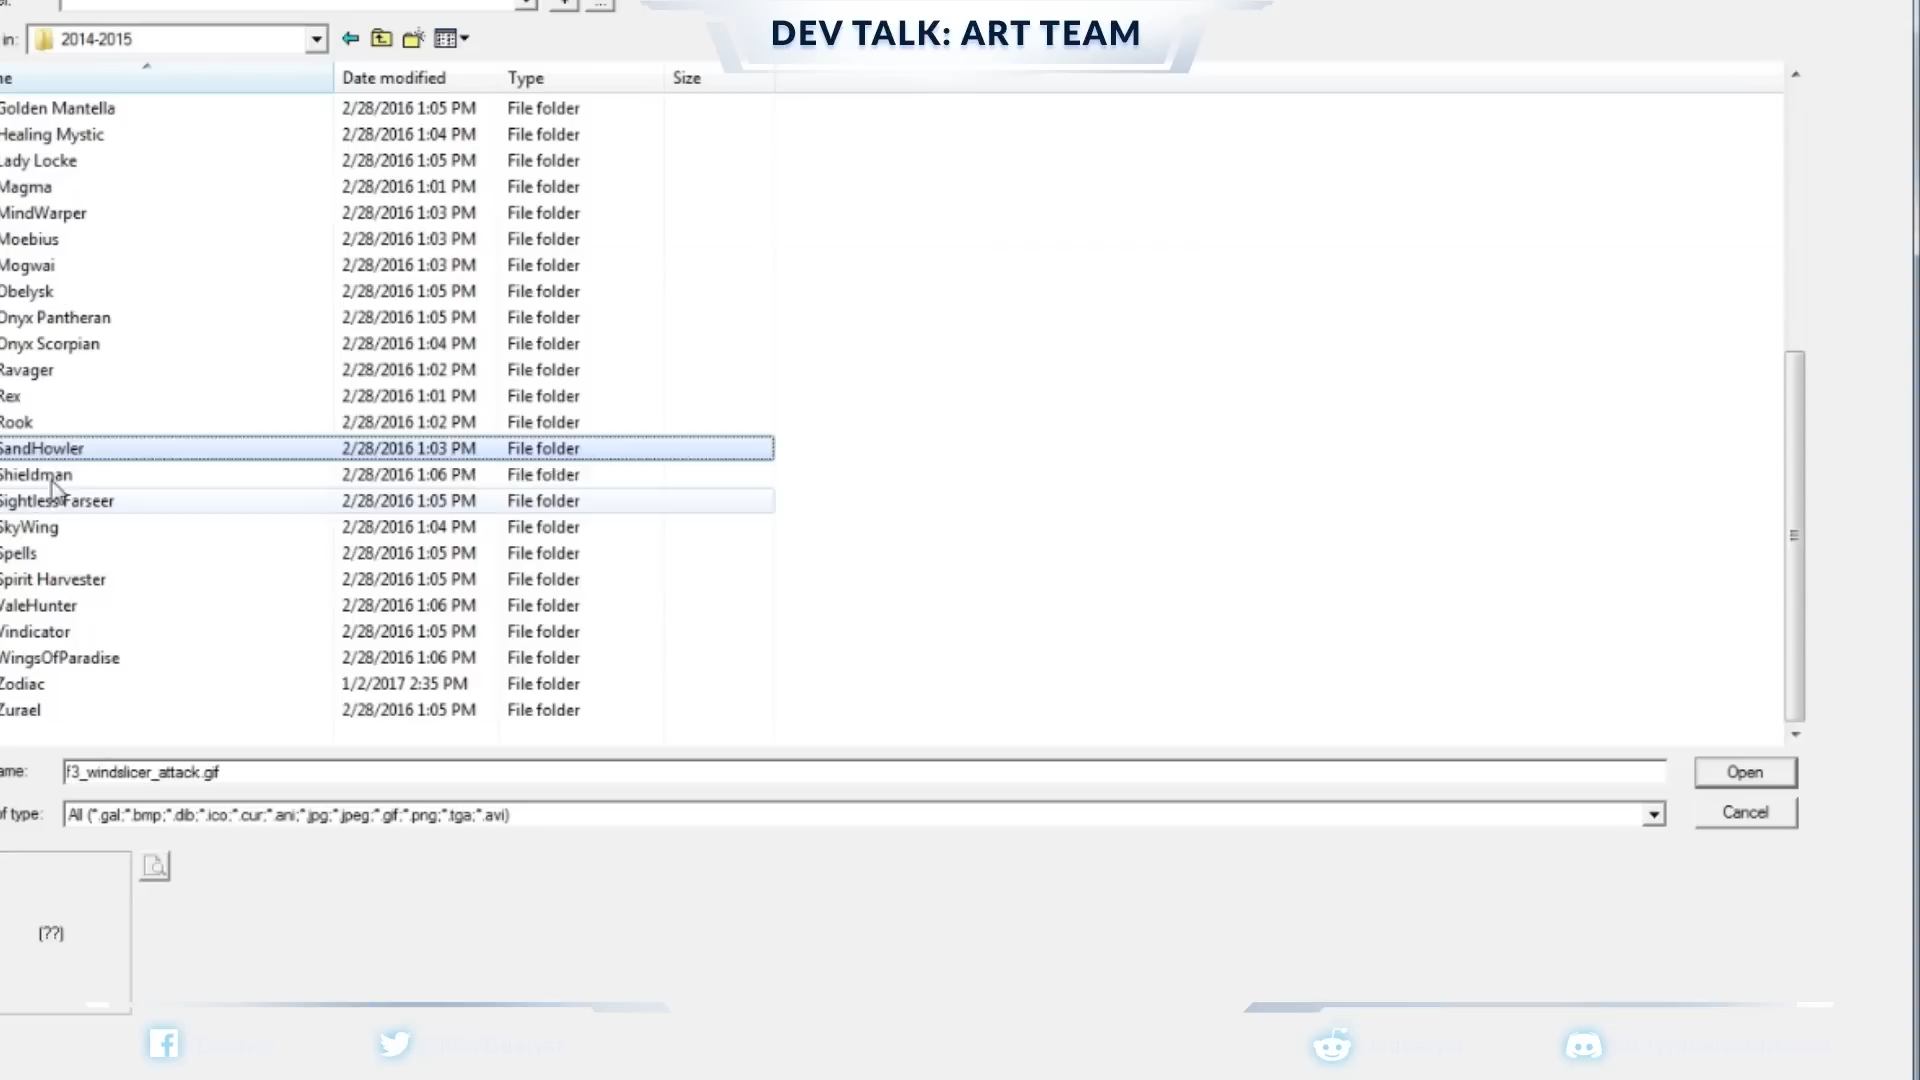 DEV TALK: ART TEAM
in: 2014-2015
Date modified Type Size
Golden Mantella 2/28/2016 1:05 PM File folder
Healing Mystic 2/28/2016 1:04 PM File folder
Lady Locke 2/28/2016 1:05 PM File folder
Magma 2/28/2016 1:01 PM File folder
MindWarper 2/28/2016 1:03 PM File folder
Moebius 2/28/2016 1:03 PM File folder
Mogwai 2/28/2016 1:03 PM File folder
Obelysk 2/28/2016 1:05 PM File folder
Onyx Pantheran 2/28/2016 1:05 PM File folder
Onyx Scorpian 2/28/2016 1:04 PM File folder
Ravager 2/28/2016 1:02 PM File folder
Rex 2/28/2016 1:01 PM File folder
Rook 2/28/2016 1:02 PM File folder
SandHowler 2/28/2016 1:03 PM File folder
Shieldman 2/28/2016 1:06 PM File folder
Sightless Farseer 2/28/2016 1:05 PM File folder
SkyWing 2/28/2016 1:04 PM File folder
Spells 2/28/2016 1:05 PM File folder
Spirit Harvester 2/28/2016 1:05 PM File folder
ValeHunter 2/28/2016 1:06 PM File folder
Vindicator 2/28/2016 1:05 PM File folder
WingsOfParadise 2/28/2016 1:06 PM File folder
Zodiac 1/2/2017 2:35 PM File folder
Zurael 2/28/2016 1:05 PM File folder
ame: f3_windslicer_attack.gif Open
of type: All (*.gal;*.bmp;*.dib;*.ico;*.cur;*.ani;*.jpg;*.jpeg;*.gif;*.png;*.tga;*.avi) Cancel
(??)